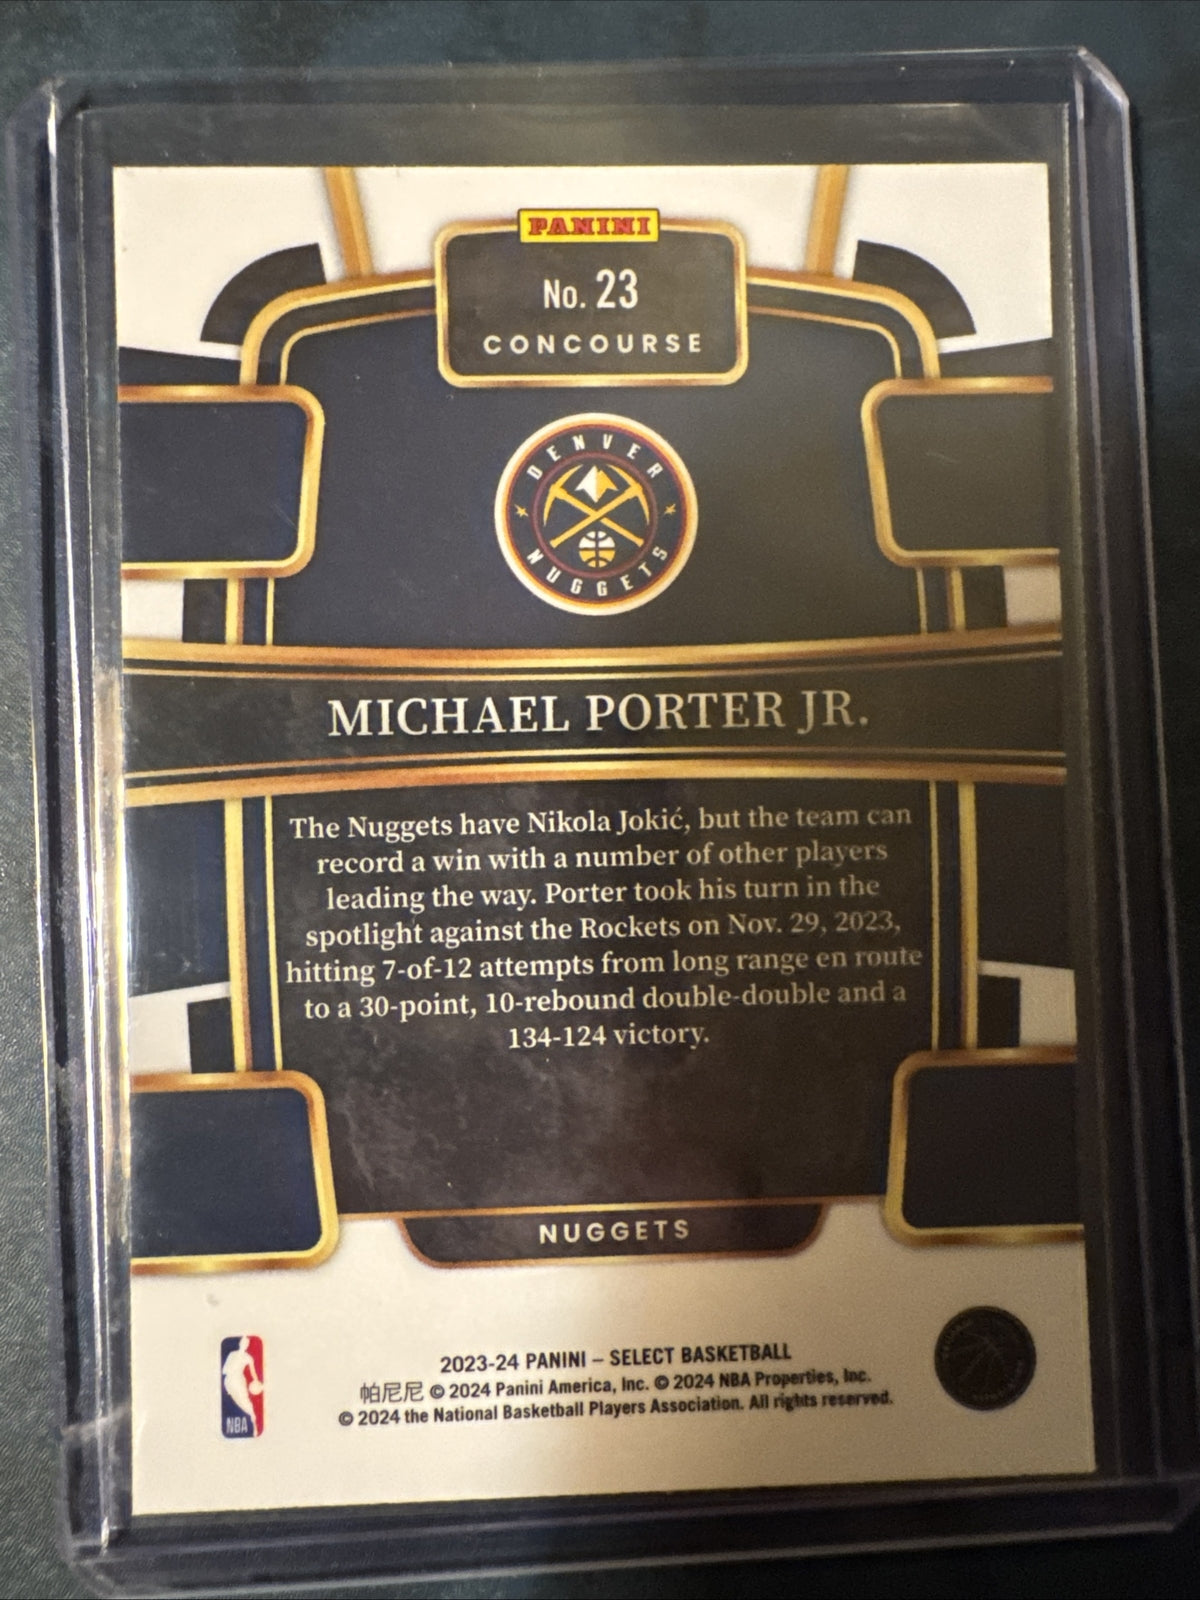 PANINI
No. 23
CONCOURSE
DENVER
NUGGETS
MICHAEL PORTER JR.
The Nuggets have Nikola Jokić, but the team can
record a win with a number of other players
leading the way. Porter took his turn in the
spotlight against the Rockets on Nov. 29, 2023,
hitting 7-of-12 attempts from long range en route
to a 30-point, 10-rebound double-double and a
134-124 victory.
NUGGETS
NBA
2023-24 PANINI – SELECT BASKETBALL
帕尼尼 © 2024 Panini America, Inc. © 2024 NBA Properties, Inc.
© 2024 the National Basketball Players Association. All rights reserved.